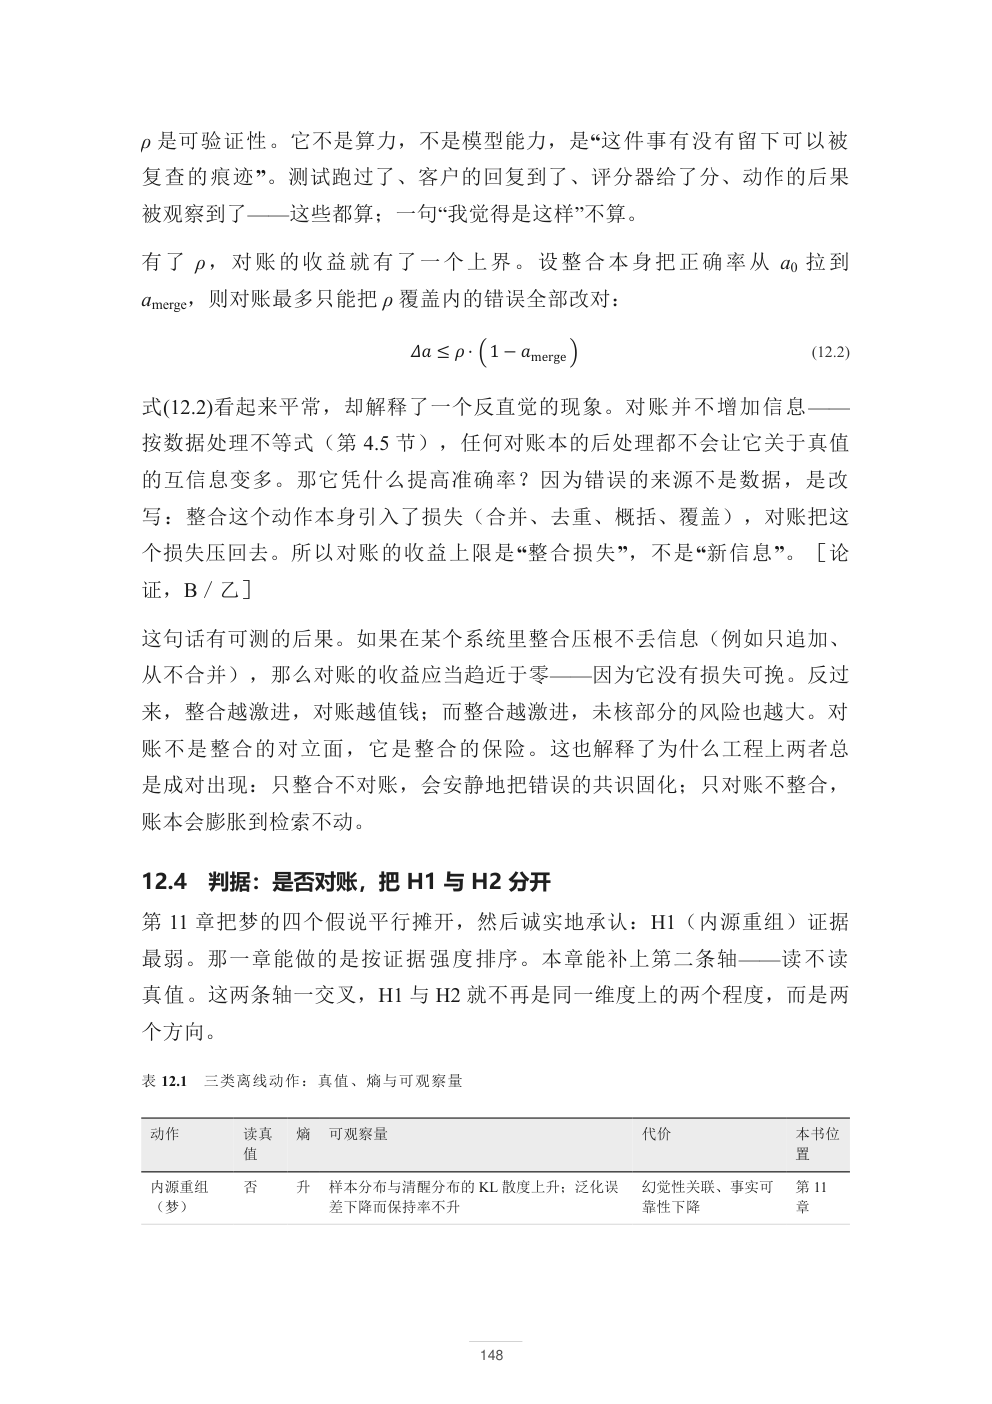 ρ 是可验证性。它不是算力，不是模型能力，是“这件事有没有留下可以被
复查的痕迹”。测试跑过了、客户的回复到了、评分器给了分、动作的后果
被观察到了——这些都算；一句“我觉得是这样”不算。
有了 ρ，对账的收益就有了一个上界。设整合本身把正确率从 a₀ 拉到
a_merge，则对账最多只能把 ρ 覆盖内的错误全部改对：
Δa ≤ ρ · (1 − a_merge) (12.2)
式(12.2)看起来平常，却解释了一个反直觉的现象。对账并不增加信息——
按数据处理不等式（第 4.5 节），任何对账本的后处理都不会让它关于真值
的互信息变多。那它凭什么提高准确率？因为错误的来源不是数据，是改
写：整合这个动作本身引入了损失（合并、去重、概括、覆盖），对账把这
个损失压回去。所以对账的收益上限是“整合损失”，不是“新信息”。［论
证，B / 乙］
这句话有可测的后果。如果在某个系统里整合压根不丢信息（例如只追加、
从不合并），那么对账的收益应当趋近于零——因为它没有损失可挽。反过
来，整合越激进，对账越值钱；而整合越激进，未核部分的风险也越大。对
账不是整合的对立面，它是整合的保险。这也解释了为什么工程上两者总
是成对出现：只整合不对账，会安静地把错误的共识固化；只对账不整合，
账本会膨胀到检索不动。
12.4 判据：是否对账，把 H1 与 H2 分开
第 11 章把梦的四个假说平行摊开，然后诚实地承认：H1（内源重组）证据
最弱。那一章能做的是按证据强度排序。本章能补上第二条轴——读不读
真值。这两条轴一交叉，H1 与 H2 就不再是同一维度上的两个程度，而是两
个方向。
表 12.1 三类离线动作：真值、熵与可观察量
动作 读真 熵 可观察量 代价 本书位
值 置
内源重组 否 升 样本分布与清醒分布的 KL 散度上升；泛化误 幻觉性关联、事实可 第 11
（梦） 差下降而保持率不升 靠性下降 章
148